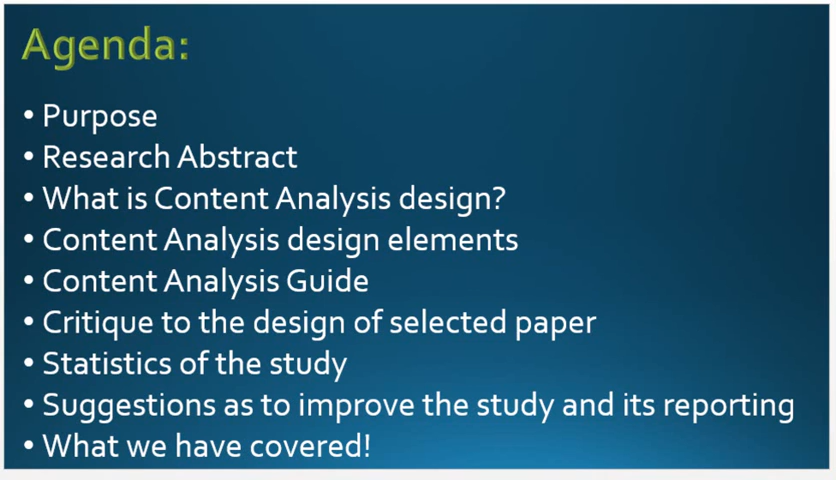 Agenda:
• Purpose
• Research Abstract
• What is Content Analysis design?
• Content Analysis design elements
• Content Analysis Guide
• Critique to the design of selected paper
• Statistics of the study
• Suggestions as to improve the study and its reporting
• What we have covered!